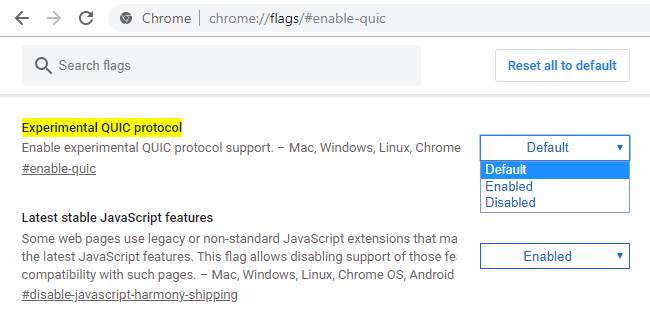 Chrome | chrome://flags/#enable-quic
Search flags
Reset all to default
Experimental QUIC protocol
Enable experimental QUIC protocol support. – Mac, Windows, Linux, Chrome
#enable-quic
Default
Default
Enabled
Disabled
Latest stable JavaScript features
Some web pages use legacy or non-standard JavaScript extensions that ma
the latest JavaScript features. This flag allows disabling support of those fea
compatibility with such pages. – Mac, Windows, Linux, Chrome OS, Android
#disable-javascript-harmony-shipping
Enabled